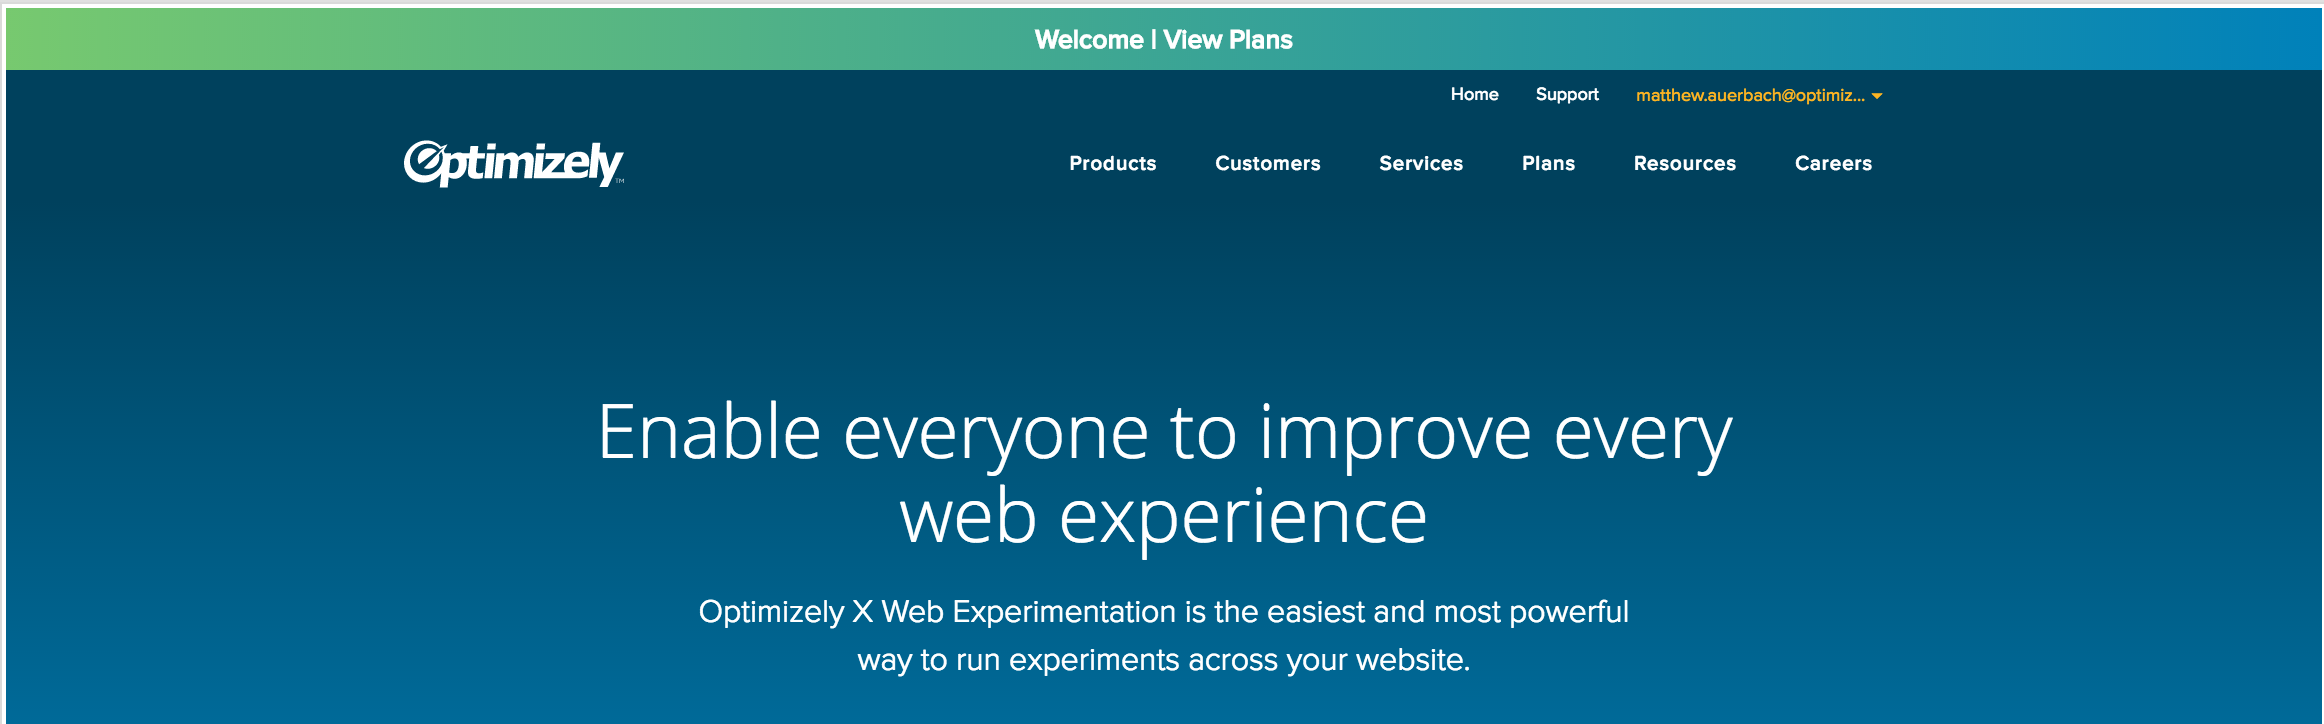 Welcome | View Plans
Home Support matthew.auerbach@optimiz...
Optimizely™
Products Customers Services Plans Resources Careers
Enable everyone to improve every
web experience
Optimizely X Web Experimentation is the easiest and most powerful
way to run experiments across your website.